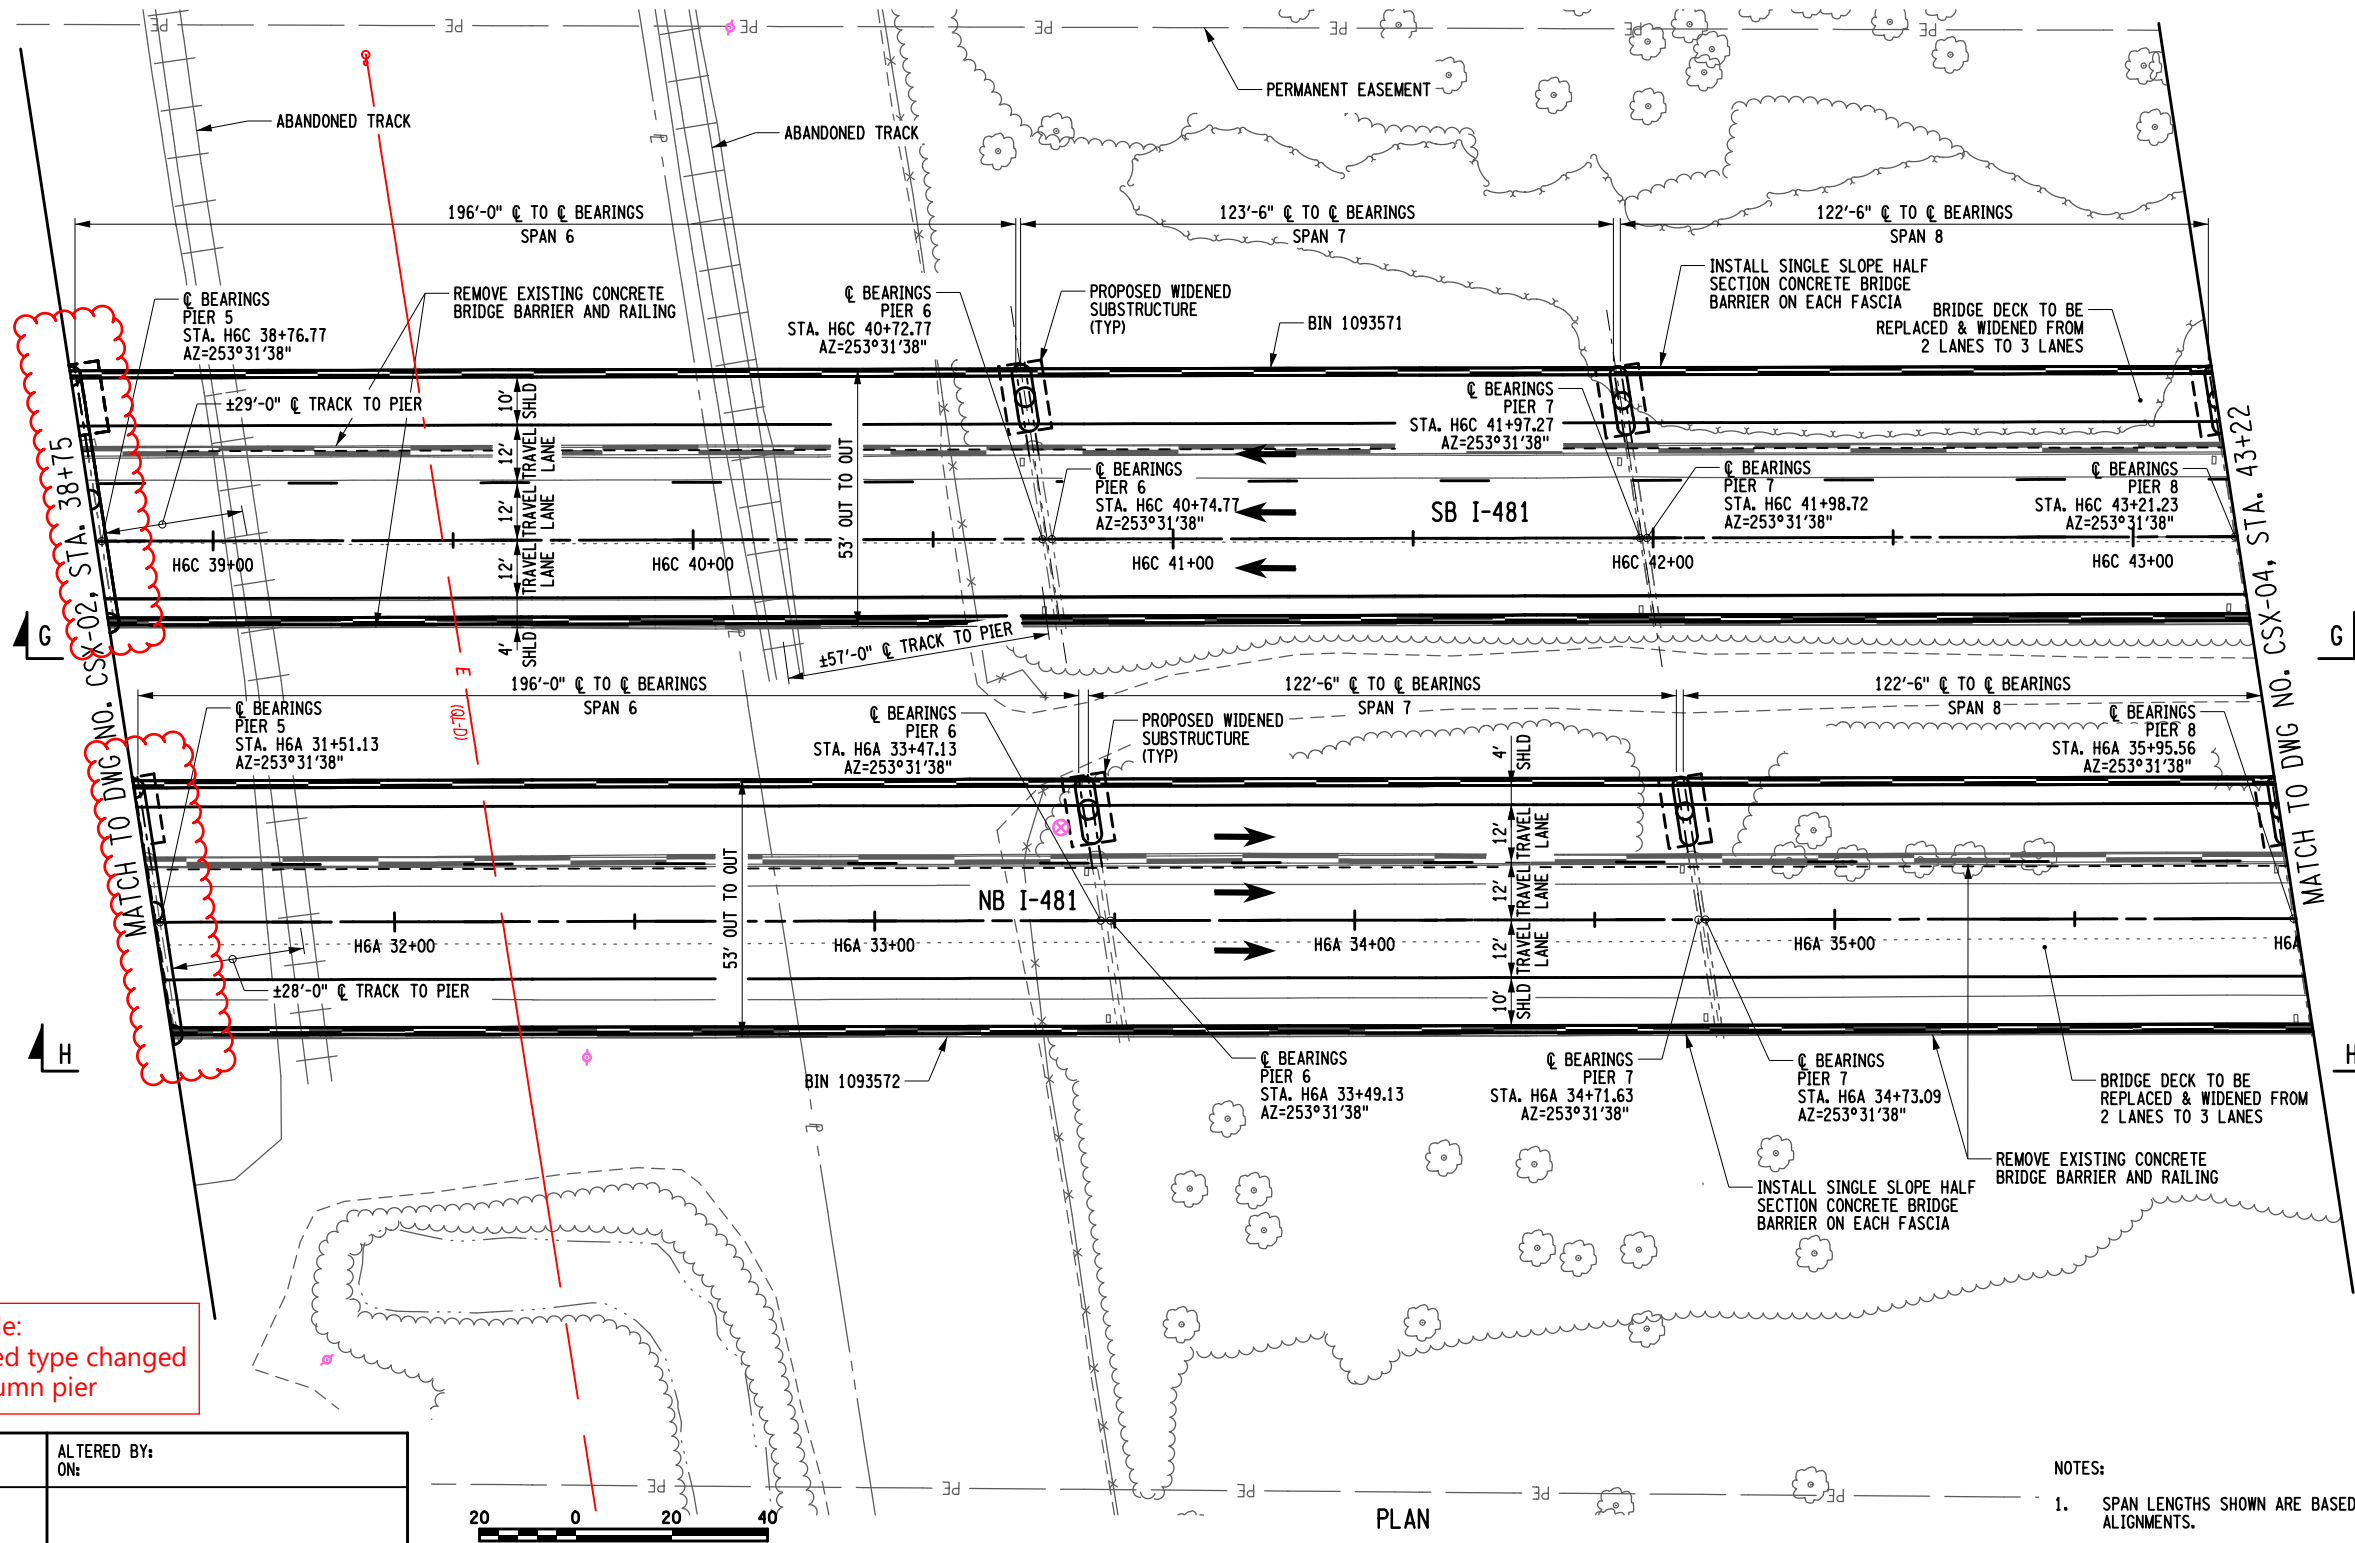 PE
PE
PE
PE
PE
PE
PE
PERMANENT EASEMENT
ABANDONED TRACK
ABANDONED TRACK
196'-0" ℄ TO ℄ BEARINGS
SPAN 6
123'-6" ℄ TO ℄ BEARINGS
SPAN 7
122'-6" ℄ TO ℄ BEARINGS
SPAN 8
℄ BEARINGS
PIER 5
STA. H6C 38+76.77
AZ=253°31'38"
REMOVE EXISTING CONCRETE
BRIDGE BARRIER AND RAILING
℄ BEARINGS
PIER 6
STA. H6C 40+72.77
AZ=253°31'38"
PROPOSED WIDENED
SUBSTRUCTURE
(TYP)
BIN 1093571
INSTALL SINGLE SLOPE HALF
SECTION CONCRETE BRIDGE
BARRIER ON EACH FASCIA
BRIDGE DECK TO BE
REPLACED & WIDENED FROM
2 LANES TO 3 LANES
±29'-0" ℄ TRACK TO PIER
10' SHLD
12' TRAVEL LANE
12' TRAVEL LANE
12' TRAVEL LANE
4' SHLD
53' OUT TO OUT
℄ BEARINGS
PIER 7
STA. H6C 41+97.27
AZ=253°31'38"
℄ BEARINGS
PIER 6
STA. H6C 40+74.77
AZ=253°31'38"
SB I-481
℄ BEARINGS
PIER 7
STA. H6C 41+98.72
AZ=253°31'38"
℄ BEARINGS
PIER 8
STA. H6C 43+21.23
AZ=253°31'38"
H6C 39+00
H6C 40+00
H6C 41+00
H6C 42+00
H6C 43+00
MATCH TO DWG NO. CSX-02, STA. 38+75
MATCH TO DWG NO. CSX-04, STA. 43+22
G
G
±57'-0" ℄ TRACK TO PIER
E
(QL-D)
196'-0" ℄ TO ℄ BEARINGS
SPAN 6
122'-6" ℄ TO ℄ BEARINGS
SPAN 7
122'-6" ℄ TO ℄ BEARINGS
SPAN 8
℄ BEARINGS
PIER 5
STA. H6A 31+51.13
AZ=253°31'38"
℄ BEARINGS
PIER 6
STA. H6A 33+47.13
AZ=253°31'38"
PROPOSED WIDENED
SUBSTRUCTURE
(TYP)
℄ BEARINGS
PIER 8
STA. H6A 35+95.56
AZ=253°31'38"
4' SHLD
12' TRAVEL LANE
12' TRAVEL LANE
12' TRAVEL LANE
10' SHLD
53' OUT TO OUT
NB I-481
H6A 32+00
H6A 33+00
H6A 34+00
H6A 35+00
H6A
±28'-0" ℄ TRACK TO PIER
H
H
BIN 1093572
℄ BEARINGS
PIER 6
STA. H6A 33+49.13
AZ=253°31'38"
℄ BEARINGS
PIER 7
STA. H6A 34+71.63
AZ=253°31'38"
℄ BEARINGS
PIER 7
STA. H6A 34+73.09
AZ=253°31'38"
BRIDGE DECK TO BE
REPLACED & WIDENED FROM
2 LANES TO 3 LANES
REMOVE EXISTING CONCRETE
BRIDGE BARRIER AND RAILING
INSTALL SINGLE SLOPE HALF
SECTION CONCRETE BRIDGE
BARRIER ON EACH FASCIA
type changed
pier
ALTERED BY:
ON:
PE
PE
PE
PE
PE
20 0 20 40
PLAN
NOTES:
1. SPAN LENGTHS SHOWN ARE BASED
ALIGNMENTS.